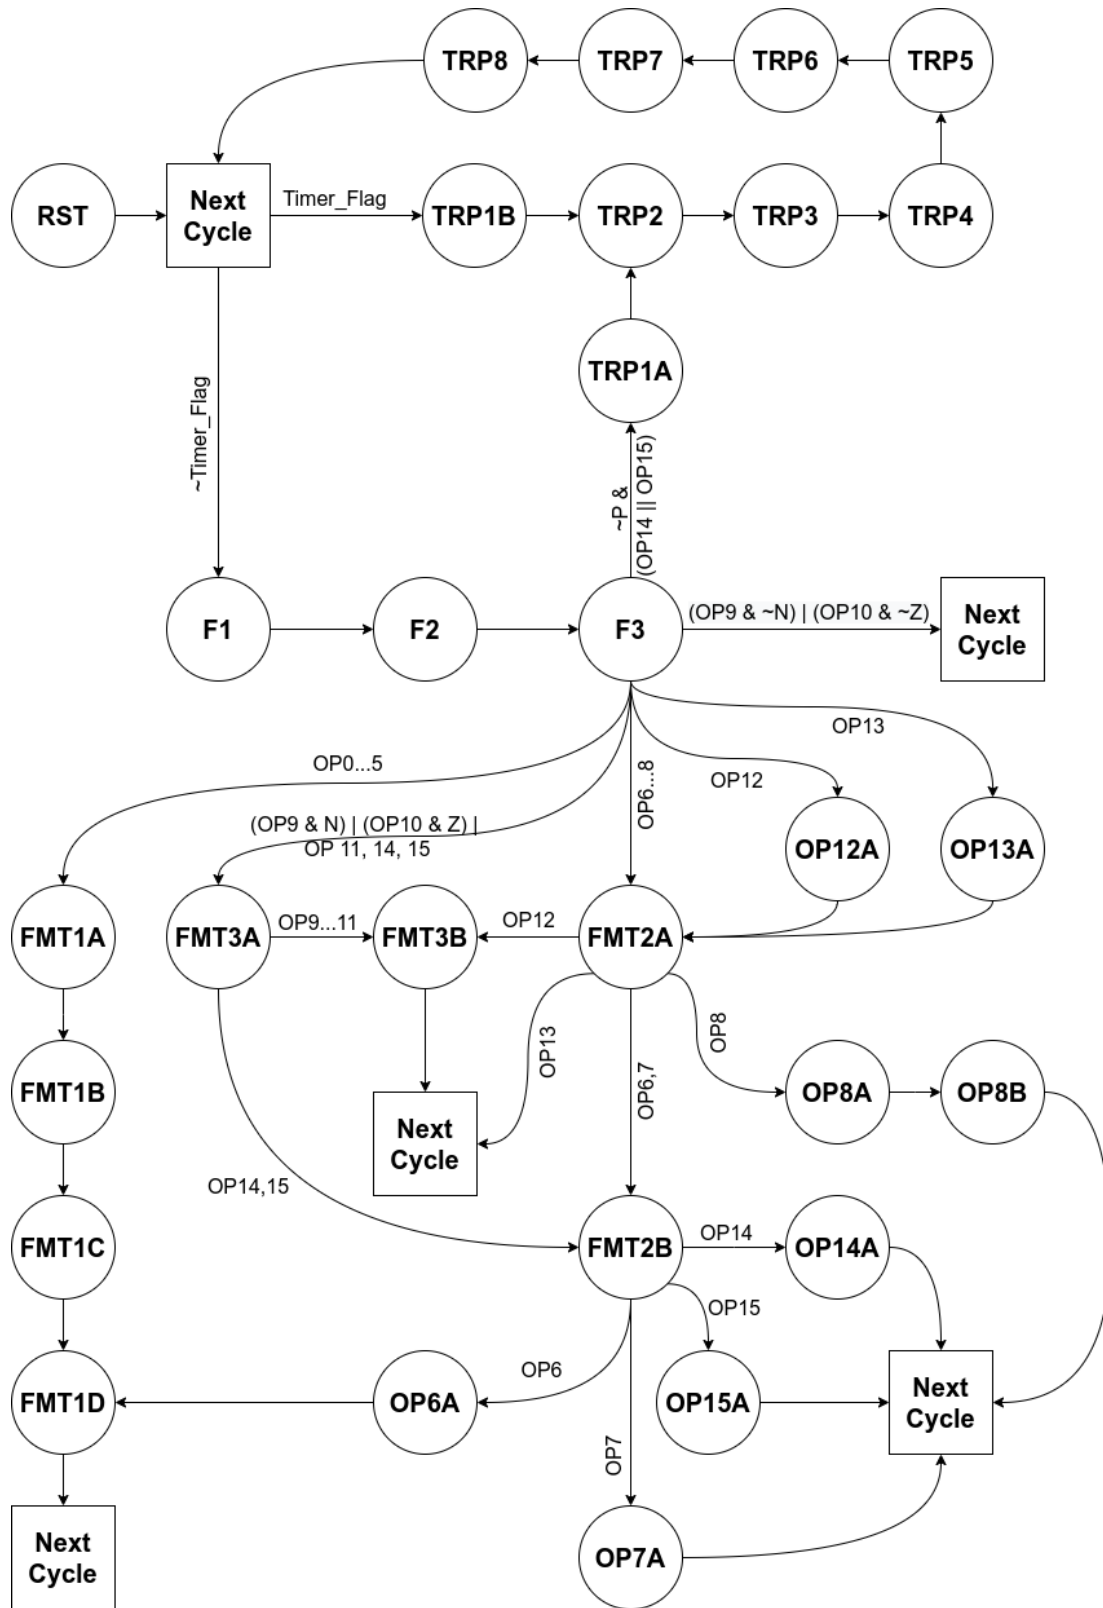 TRP8
TRP7
TRP6
TRP5
RST
Next
Cycle
Timer_Flag
TRP1B
TRP2
TRP3
TRP4
TRP1A
~Timer_Flag
~P &
(OP14 || OP15)
F1
F2
F3
(OP9 & ~N) | (OP10 & ~Z)
Next
Cycle
OP13
OP0...5
OP6...8
OP12
(OP9 & N) | (OP10 & Z) |
OP 11, 14, 15
OP12A
OP13A
FMT1A
FMT3A
OP9...11
FMT3B
OP12
FMT2A
OP13
OP6,7
OP8
FMT1B
Next
Cycle
OP8A
OP8B
OP14,15
FMT1C
FMT2B
OP14
OP14A
OP15
OP6
FMT1D
OP6A
OP15A
Next
Cycle
OP7
Next
Cycle
OP7A